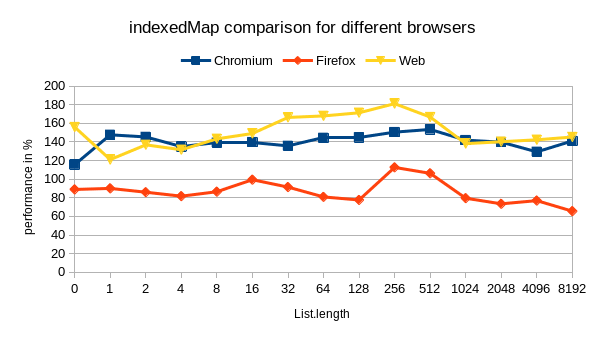 indexedMap comparison for different browsers
Chromium Firefox Web
200
180
160
140
120
100
80
60
40
20
0
performance in %
0 1 2 4 8 16 32 64 128 256 512 1024 2048 4096 8192
List.length